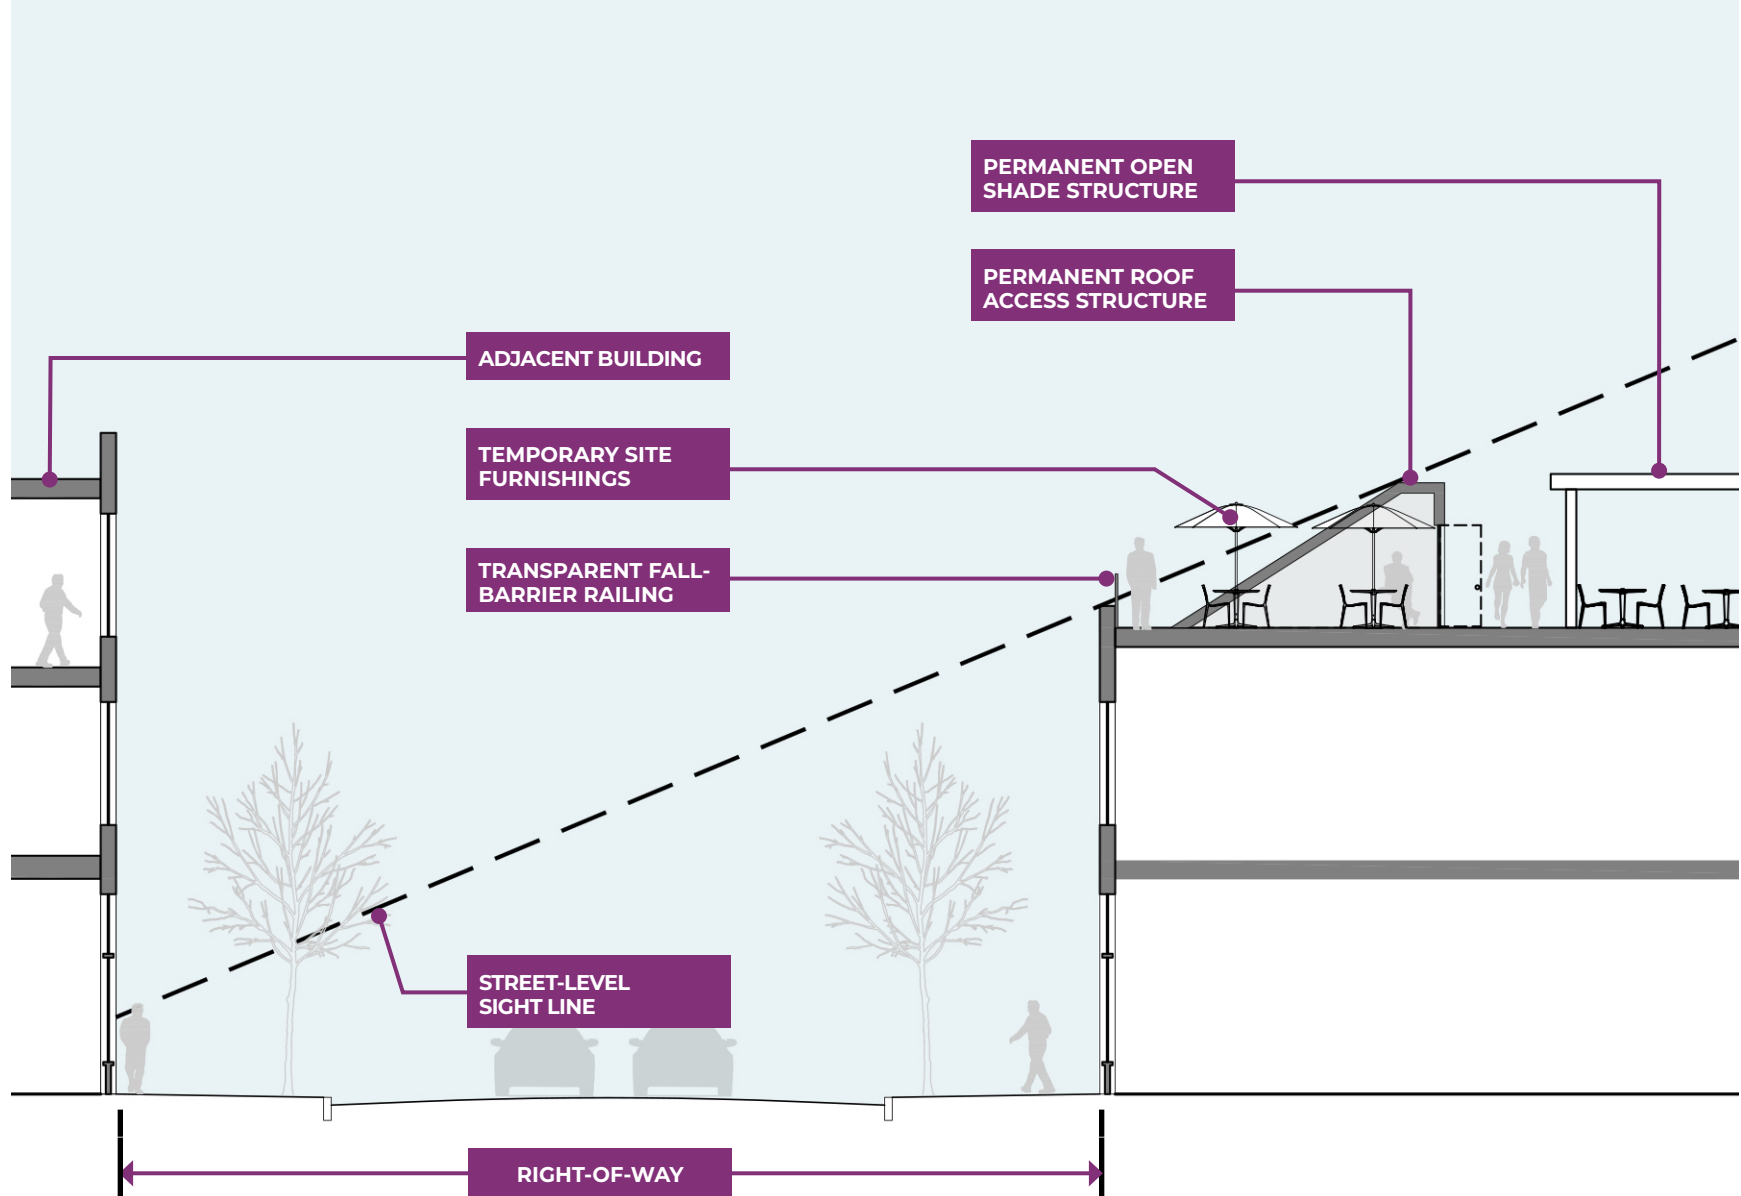 PERMANENT OPEN
SHADE STRUCTURE
PERMANENT ROOF
ACCESS STRUCTURE
ADJACENT BUILDING
TEMPORARY SITE
FURNISHINGS
TRANSPARENT FALL-
BARRIER RAILING
STREET-LEVEL
SIGHT LINE
RIGHT-OF-WAY